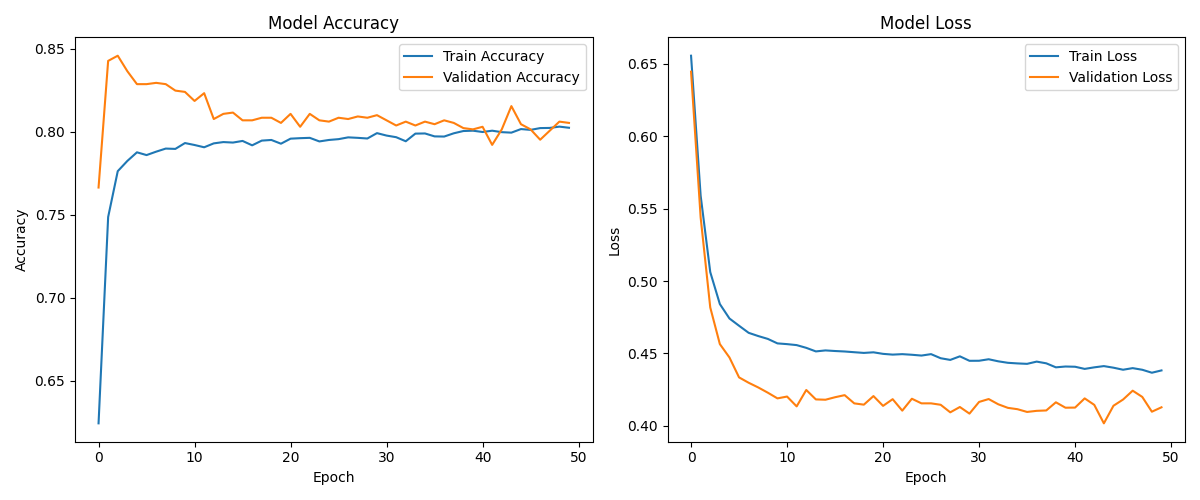 Model Accuracy
Train Accuracy
Validation Accuracy
0.85
0.80
0.75
0.70
0.65
Accuracy
0 10 20 30 40 50
Epoch
Model Loss
Train Loss
Validation Loss
0.65
0.60
0.55
0.50
0.45
0.40
Loss
0 10 20 30 40 50
Epoch